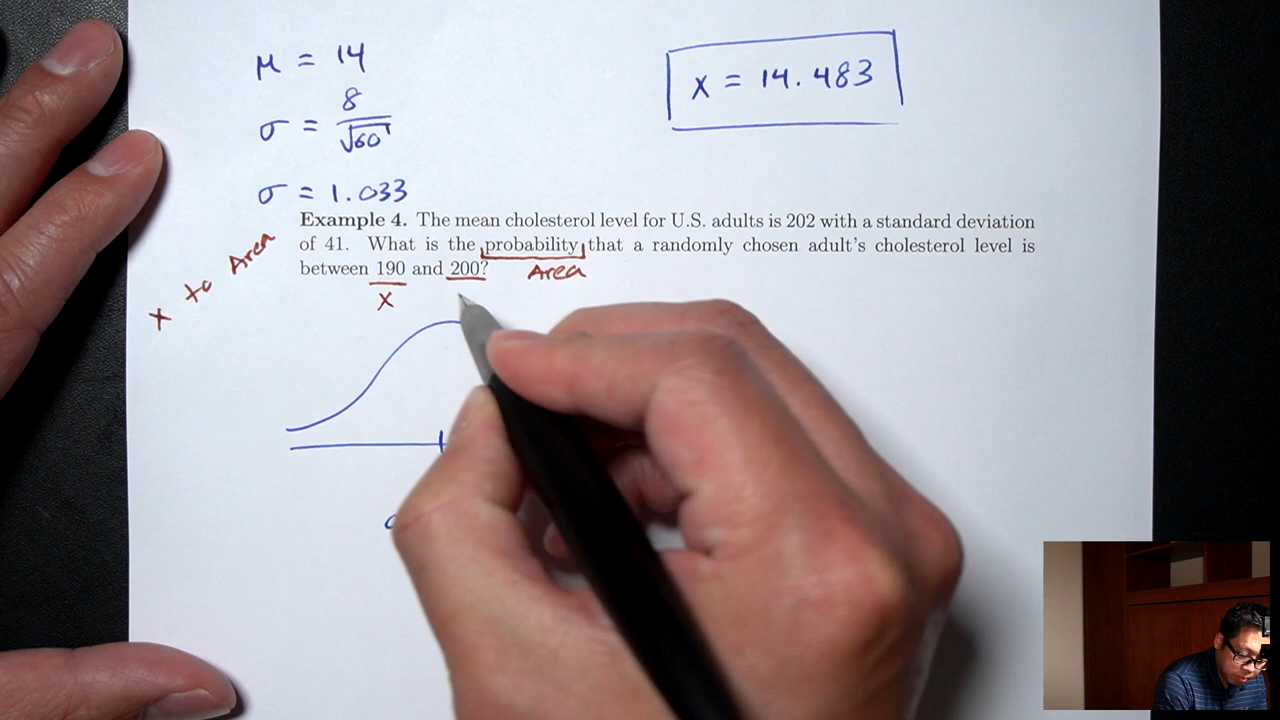 μ = 14
σ = 8/√60
σ = 1.033
x = 14.483
Example 4. The mean cholesterol level for U.S. adults is 202 with a standard deviation
of 41. What is the probability that a randomly chosen adult's cholesterol level is
between 190 and 200?
Area
x
x to Area